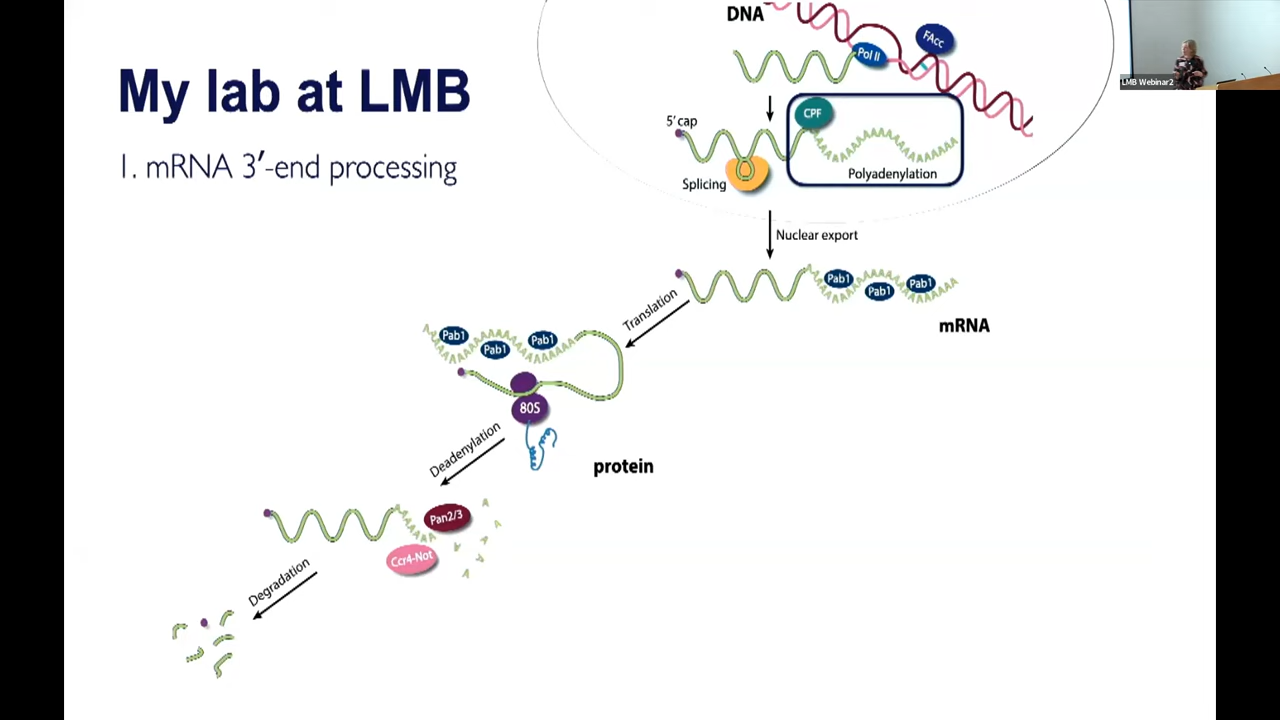 My lab at LMB
1. mRNA 3′-end processing
DNA
Pol II
FAcc
CPF
5′ cap
Splicing
Polyadenylation
Nuclear export
Pab1
Pab1
Pab1
mRNA
Translation
Pab1
Pab1
Pab1
80S
protein
Deadenylation
Pan2/3
Ccr4-Not
Degradation
LMB Webinar2